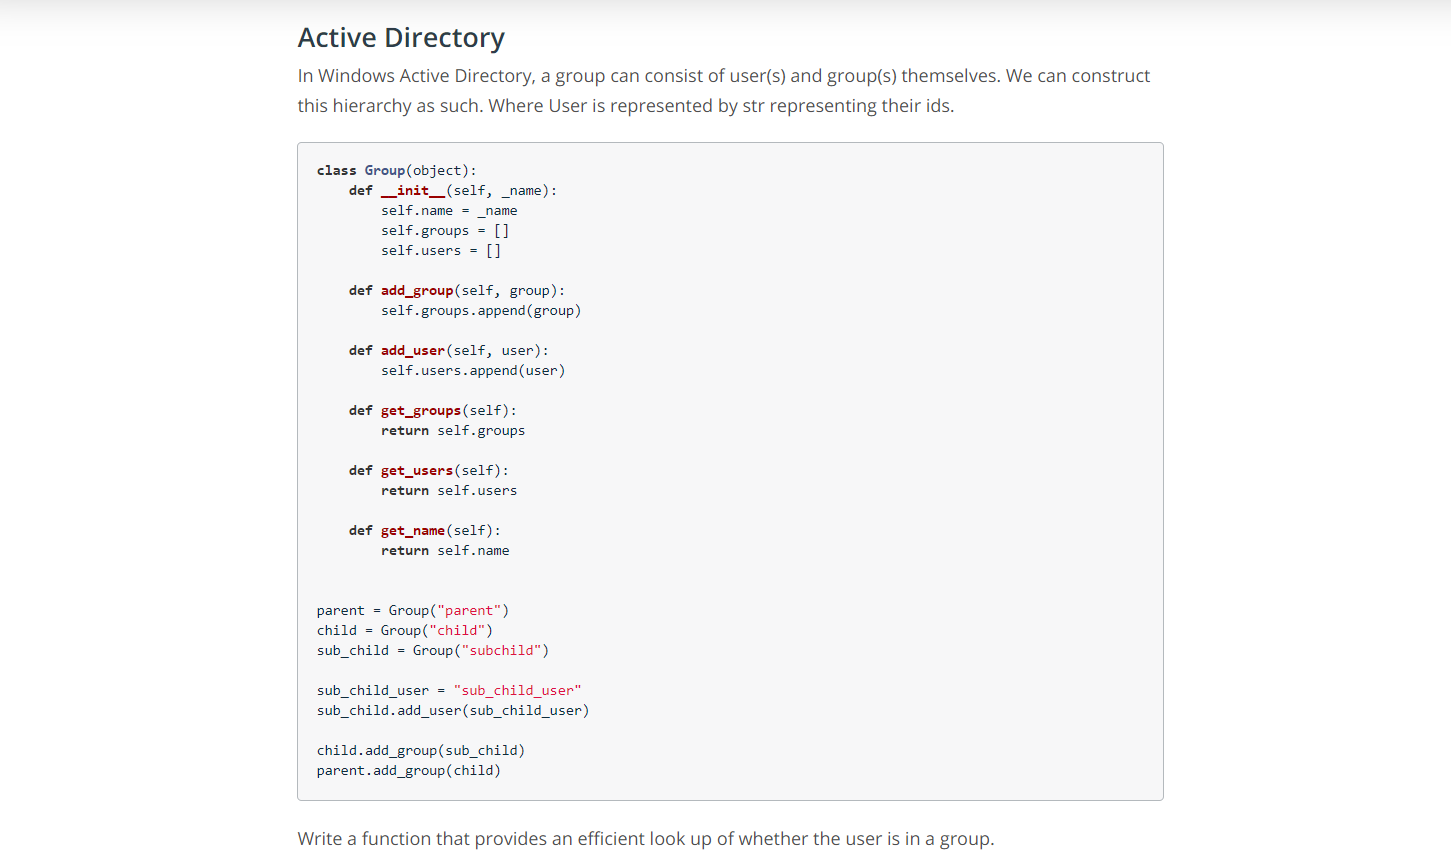 Active Directory
In Windows Active Directory, a group can consist of user(s) and group(s) themselves. We can construct
this hierarchy as such. Where User is represented by str representing their ids.
class Group(object):
    def __init__(self, _name):
        self.name = _name
        self.groups = []
        self.users = []

    def add_group(self, group):
        self.groups.append(group)

    def add_user(self, user):
        self.users.append(user)

    def get_groups(self):
        return self.groups

    def get_users(self):
        return self.users

    def get_name(self):
        return self.name


parent = Group("parent")
child = Group("child")
sub_child = Group("subchild")

sub_child_user = "sub_child_user"
sub_child.add_user(sub_child_user)

child.add_group(sub_child)
parent.add_group(child)
Write a function that provides an efficient look up of whether the user is in a group.